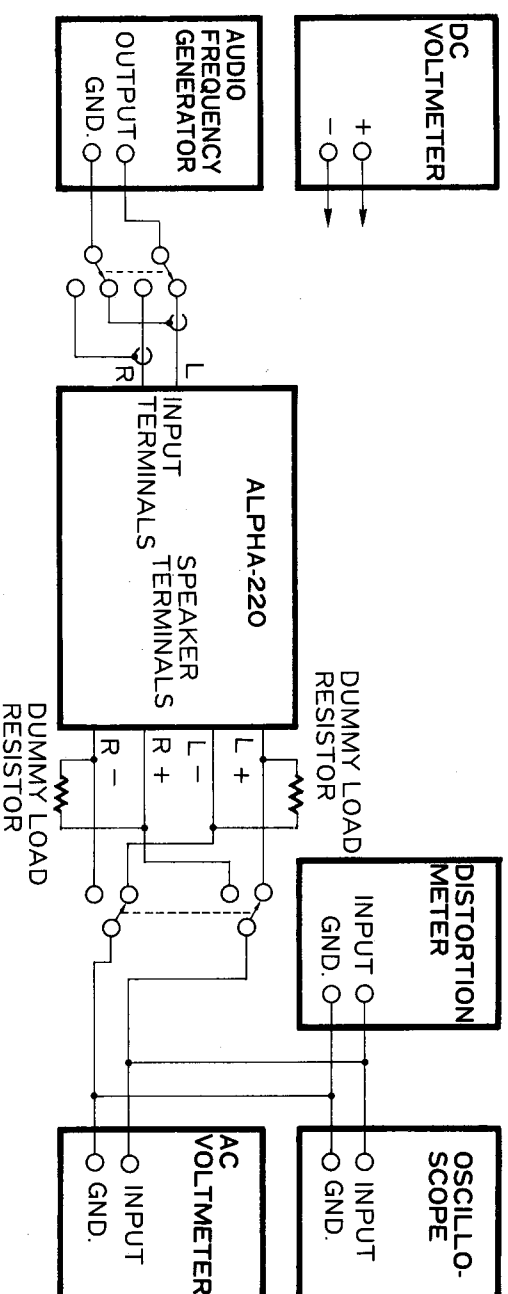 DC
VOLTMETER
+
−
AUDIO
FREQUENCY
GENERATOR
OUTPUT
GND.
L
R
ALPHA-220
INPUT
TERMINALS
SPEAKER
TERMINALS
L +
L −
R +
R −
DUMMY LOAD
RESISTOR
DUMMY LOAD
RESISTOR
DISTORTION
METER
INPUT
GND.
OSCILLO-
SCOPE
INPUT
GND.
AC
VOLTMETER
INPUT
GND.